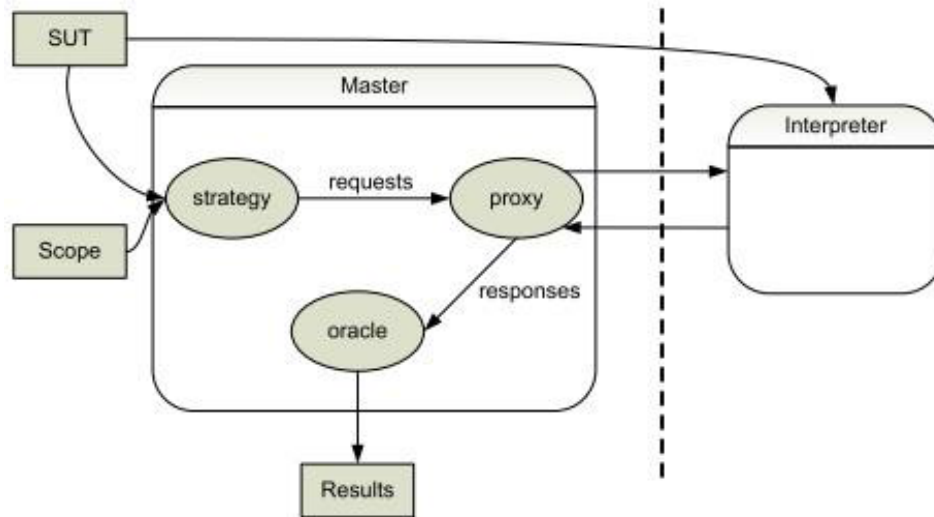 SUT
Master
Interpreter
strategy
requests
proxy
Scope
responses
oracle
Results